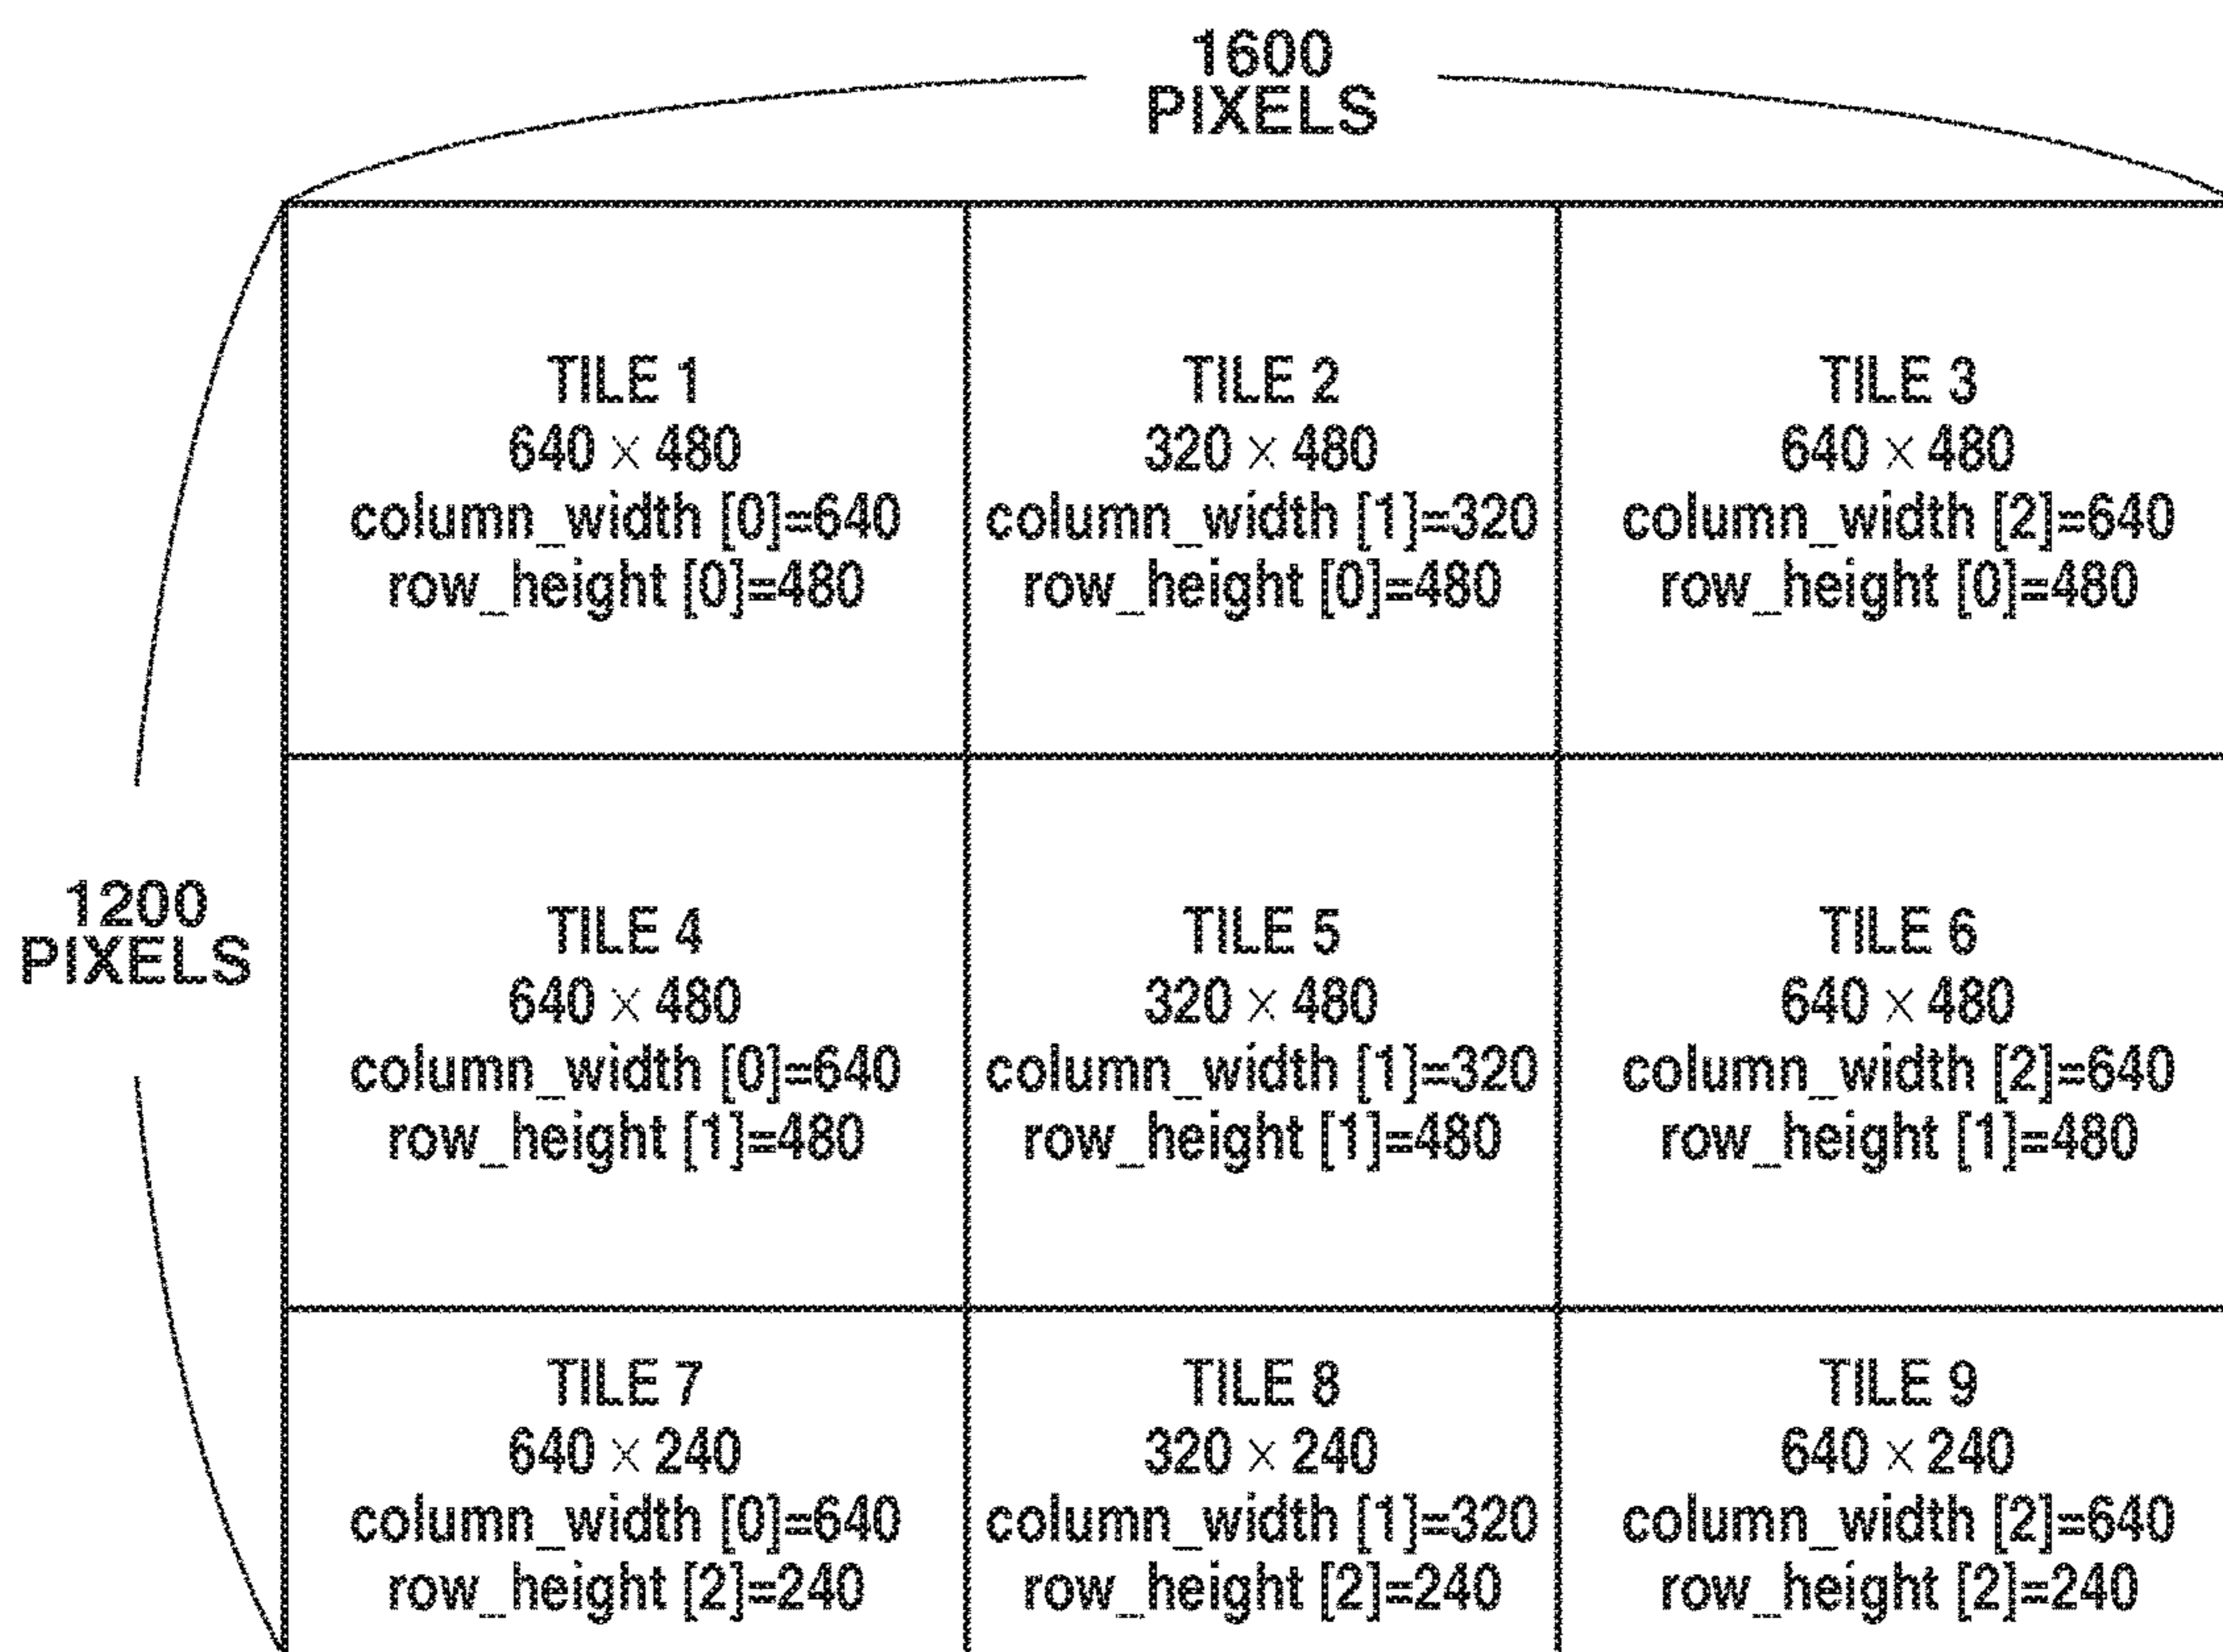 1600
PIXELS
TILE 1
640 × 480
column_width [0]=640
row_height [0]=480
TILE 2
320 × 480
column_width [1]=320
row_height [0]=480
TILE 3
640 × 480
column_width [2]=640
row_height [0]=480
1200
PIXELS
TILE 4
640 × 480
column_width [0]=640
row_height [1]=480
TILE 5
320 × 480
column_width [1]=320
row_height [1]=480
TILE 6
640 × 480
column_width [2]=640
row_height [1]=480
TILE 7
640 × 240
column_width [0]=640
row_height [2]=240
TILE 8
320 × 240
column_width [1]=320
row_height [2]=240
TILE 9
640 × 240
column_width [2]=640
row_height [2]=240